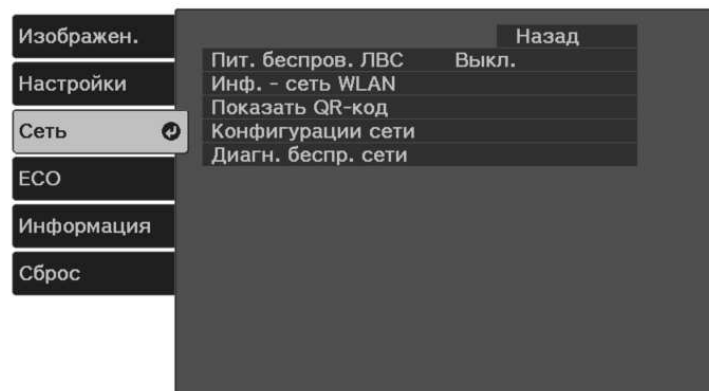 Изображен.
Настройки
Сеть
ECO
Информация
Сброс
Назад
Пит. беспров. ЛВС Выкл.
Инф. - сеть WLAN
Показать QR-код
Конфигурации сети
Диагн. беспр. сети